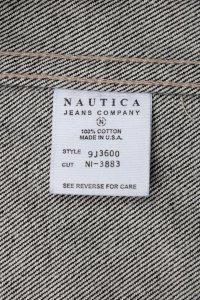 NAUTICA
JEANS COMPANY
N
100% COTTON
MADE IN U.S.A.
STYLE 9J3600
CUT NI-3883
SEE REVERSE FOR CARE